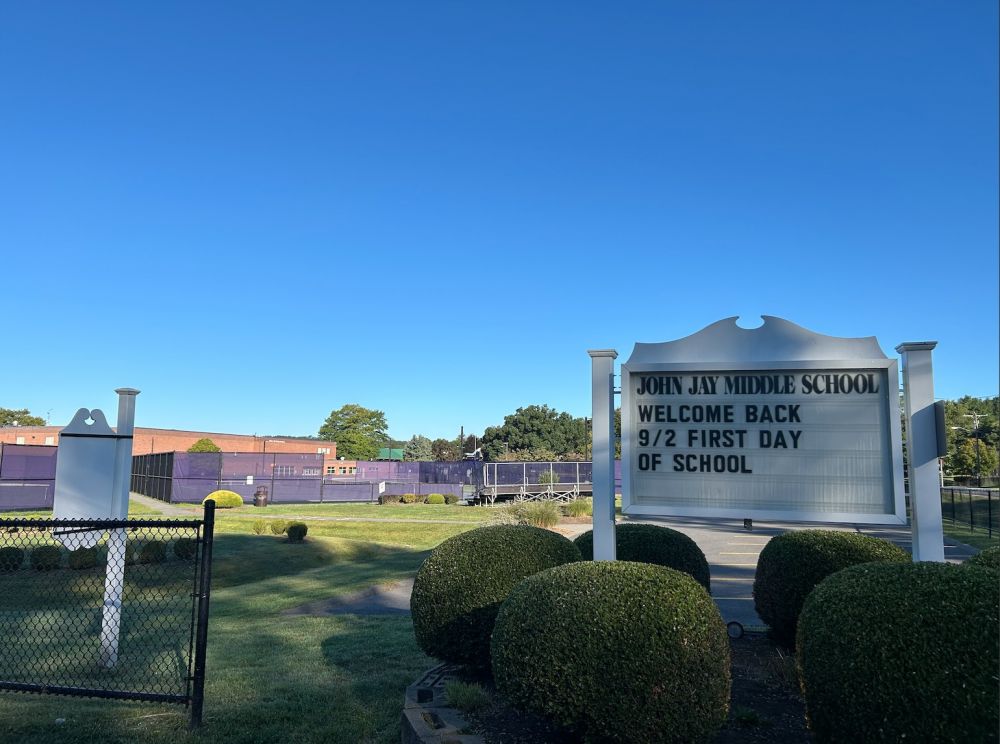 JOHN JAY MIDDLE SCHOOL
WELCOME BACK
9/2 FIRST DAY
OF SCHOOL